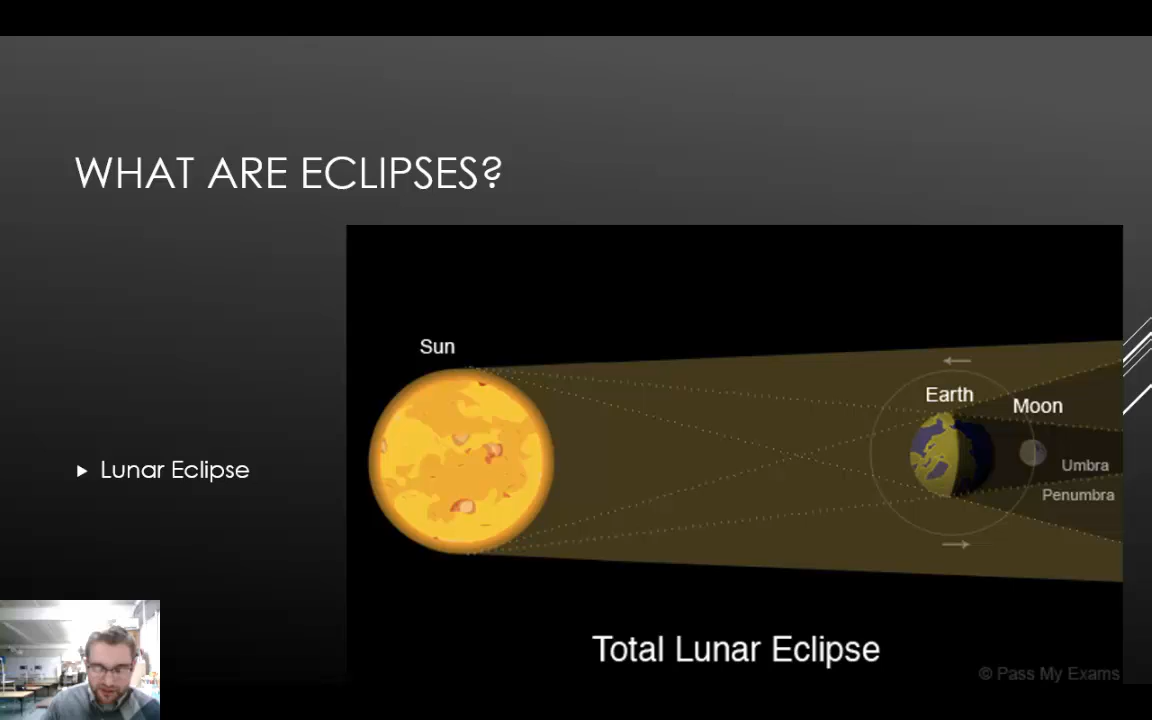 WHAT ARE ECLIPSES?
Lunar Eclipse
Sun
Earth
Moon
Umbra
Penumbra
Total Lunar Eclipse
© Pass My Exams